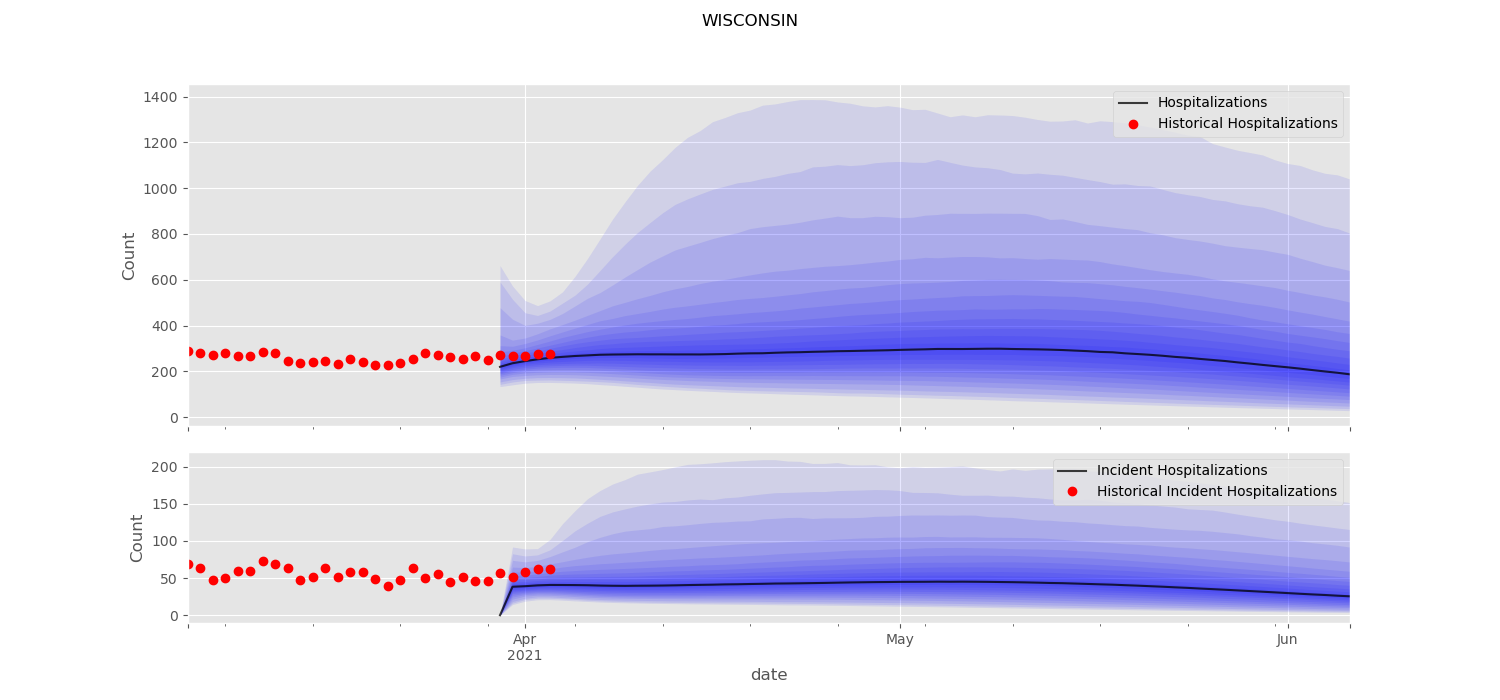 WISCONSIN
1400
1200
1000
800
600
400
200
0
Count
Hospitalizations
Historical Hospitalizations
200
150
100
50
0
Count
Incident Hospitalizations
Historical Incident Hospitalizations
Apr
2021
May
Jun
date